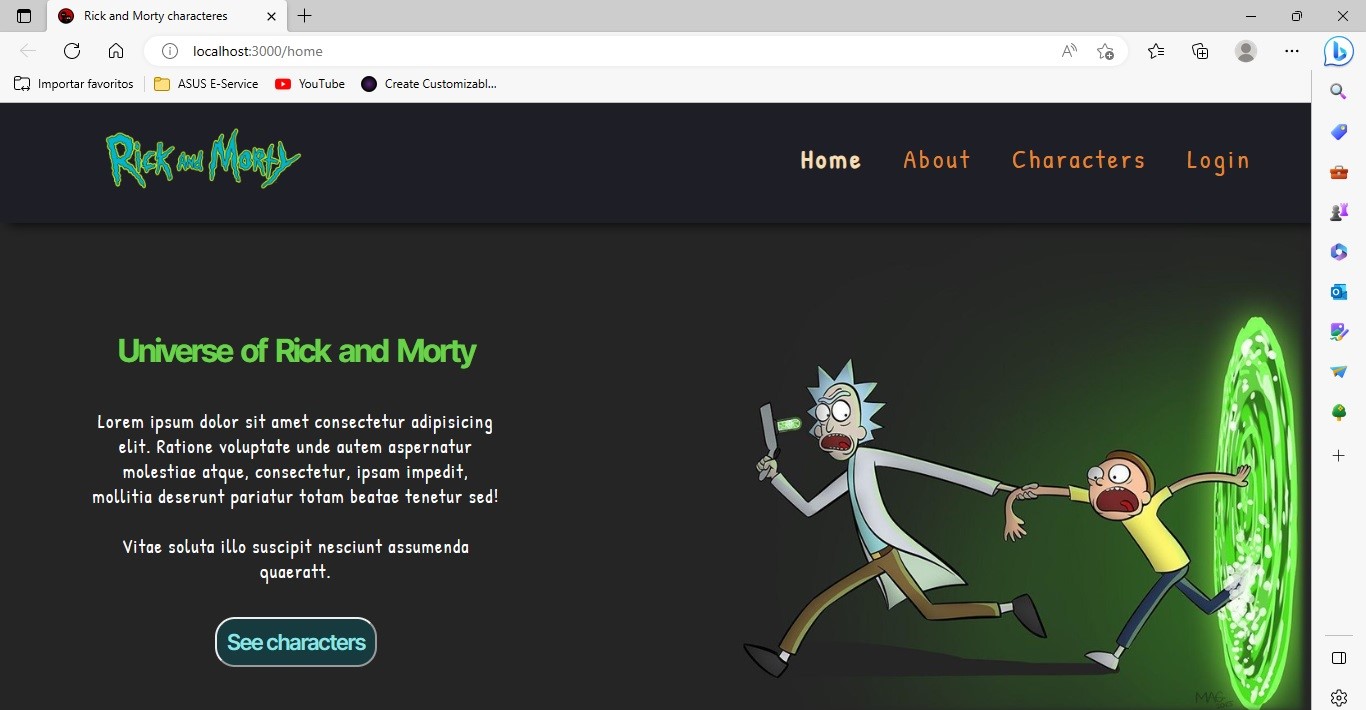 Rick and Morty characteres
localhost:3000/home
Importar favoritos
ASUS E-Service
YouTube
Create Customizabl...
Rick and Morty
Home
About
Characters
Login
Universe of Rick and Morty
Lorem ipsum dolor sit amet consectetur adipisicing
elit. Ratione voluptate unde autem aspernatur
molestiae atque, consectetur, ipsam impedit,
mollitia deserunt pariatur totam beatae tenetur sed!
Vitae soluta illo suscipit nesciunt assumenda
quaeratt.
See characters